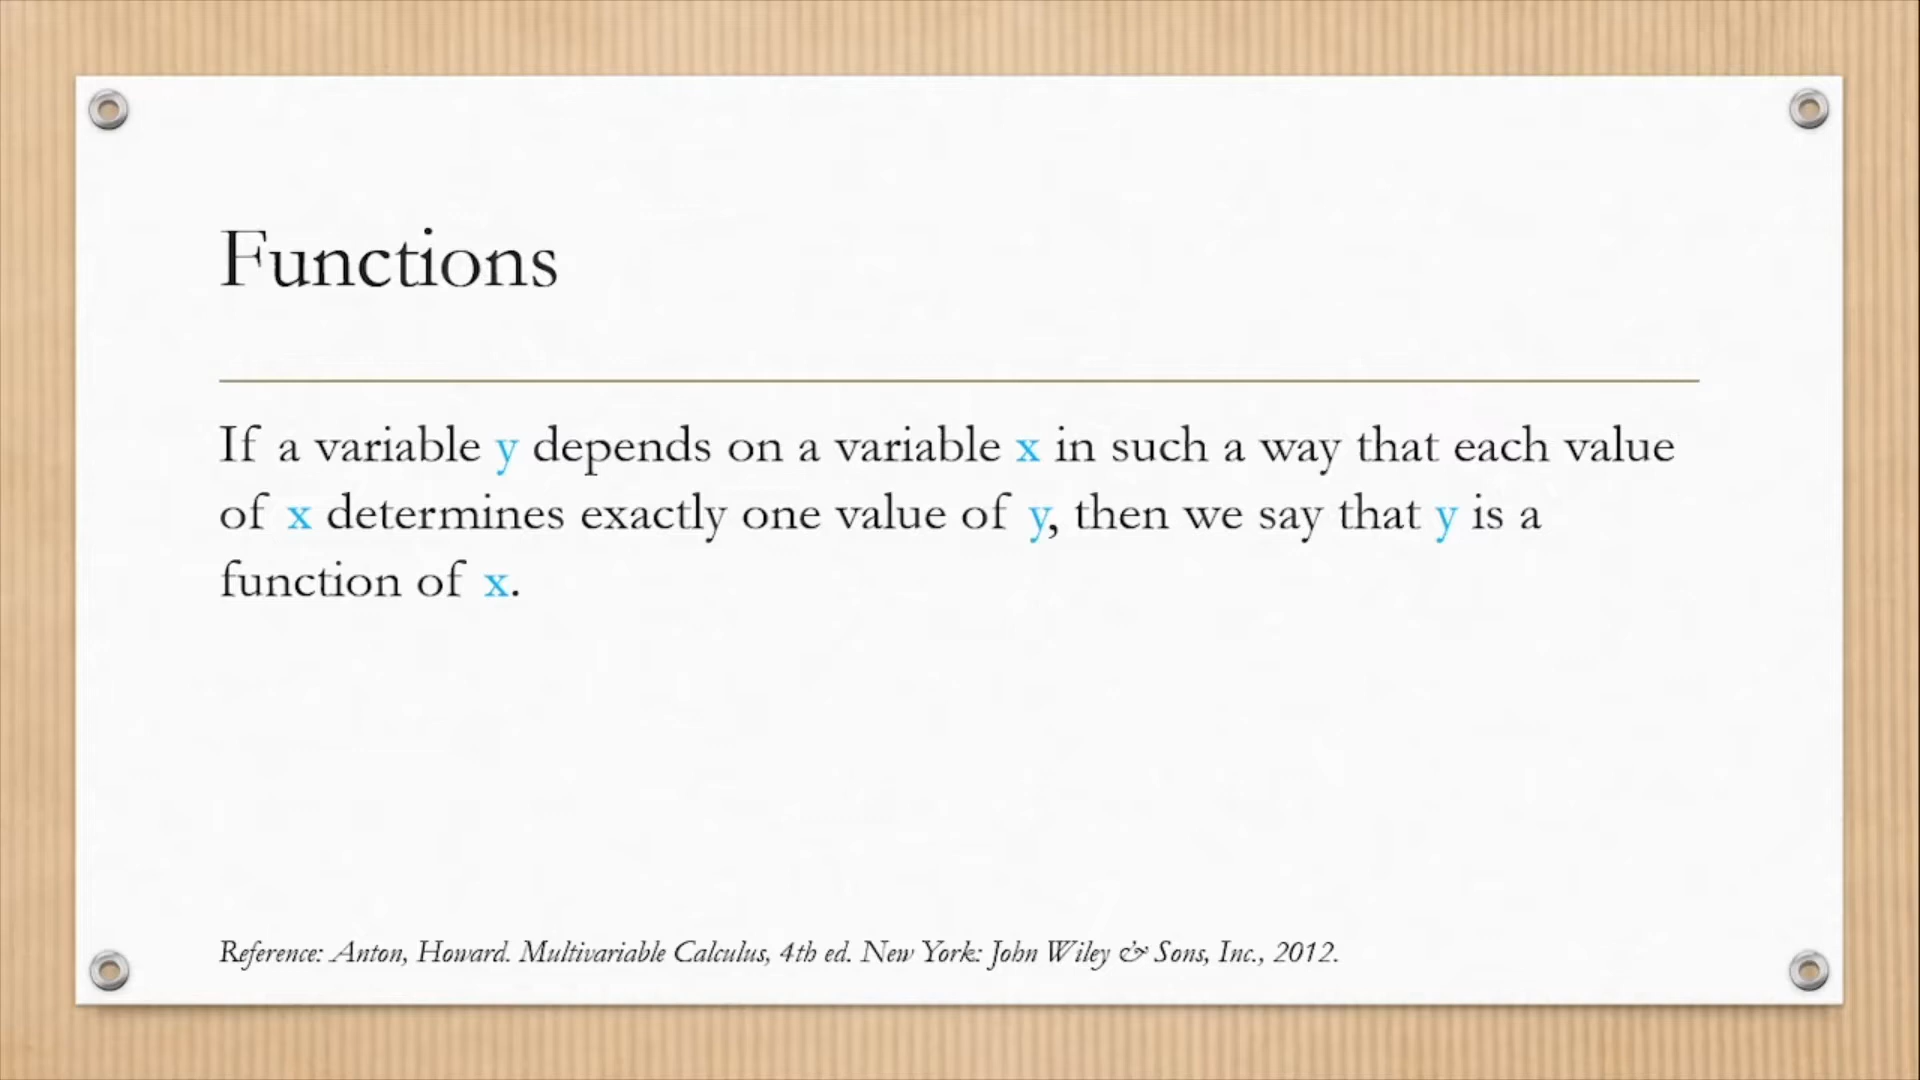 Functions
If a variable y depends on a variable x in such a way that each value
of x determines exactly one value of y, then we say that y is a
function of x.
Reference: Anton, Howard. Multivariable Calculus, 4th ed. New York: John Wiley & Sons, Inc., 2012.